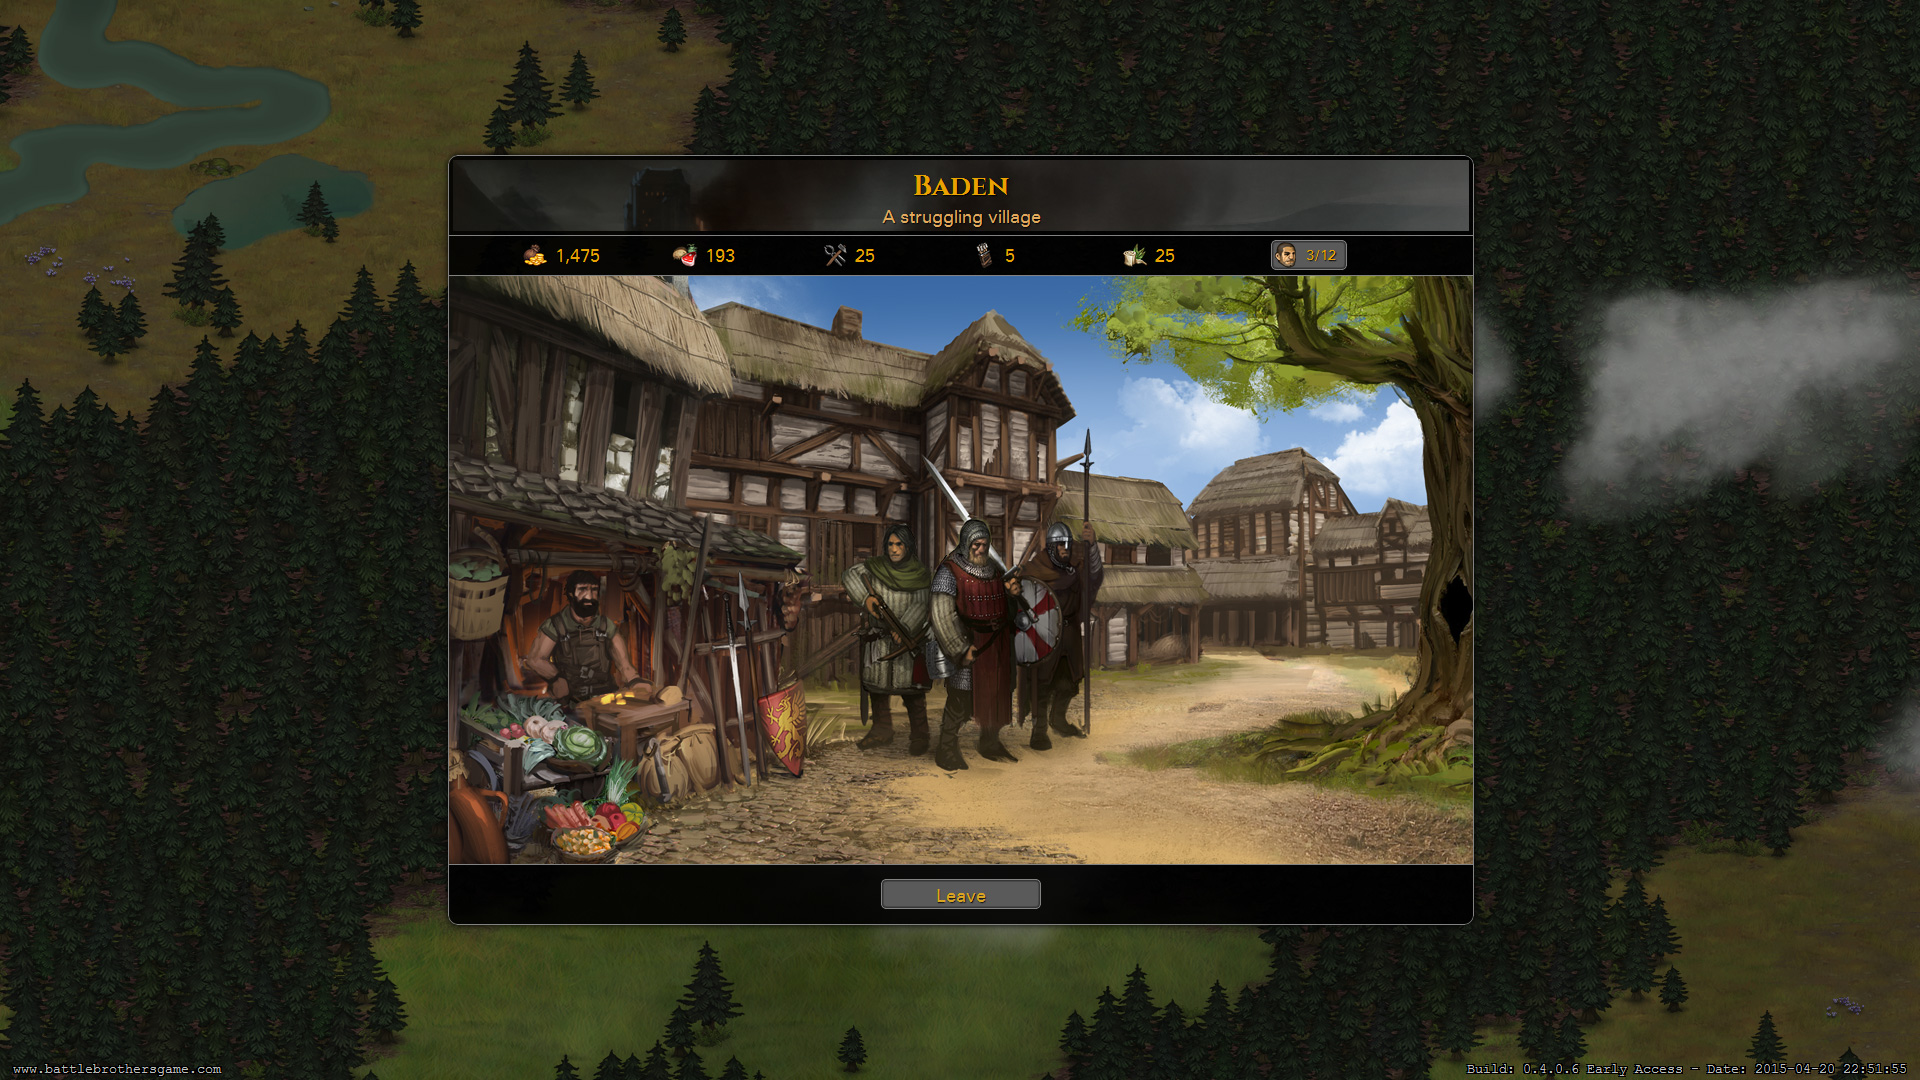 Baden
A struggling village
1,475 193 25 5 25 3/12
Leave
www.battlebrothersgame.com
Build: 0.4.0.6 Early Access - Date: 2015-04-20 22:51:55